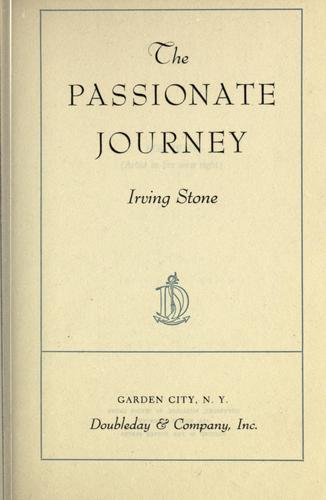 The
PASSIONATE
JOURNEY
Irving Stone
GARDEN CITY, N. Y.
Doubleday & Company, Inc.